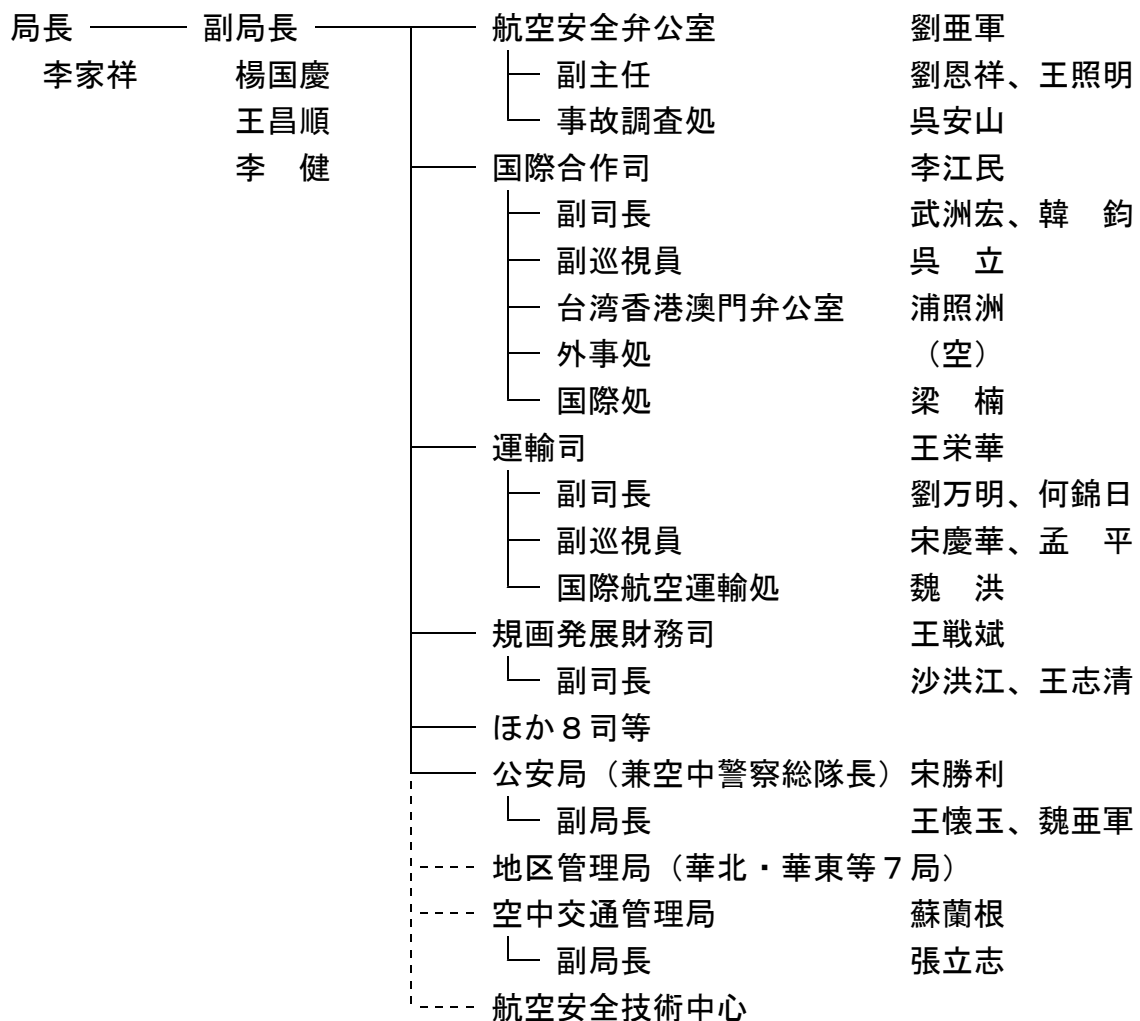 局長 副局長 航空安全弁公室 劉亜軍
李家祥 楊国慶 副主任 劉恩祥、王照明
王昌順 事故調査処 呉安山
李　健 国際合作司 李江民
副司長 武洲宏、韓　鈞
副巡視員 呉　立
台湾香港澳門弁公室 浦照洲
外事処 （空）
国際処 梁　楠
運輸司 王栄華
副司長 劉万明、何錦日
副巡視員 宋慶華、孟　平
国際航空運輸処 魏　洪
規画発展財務司 王戦斌
副司長 沙洪江、王志清
ほか８司等
公安局（兼空中警察総隊長）宋勝利
副局長 王懐玉、魏亜軍
地区管理局（華北・華東等７局）
空中交通管理局 蘇蘭根
副局長 張立志
航空安全技術中心